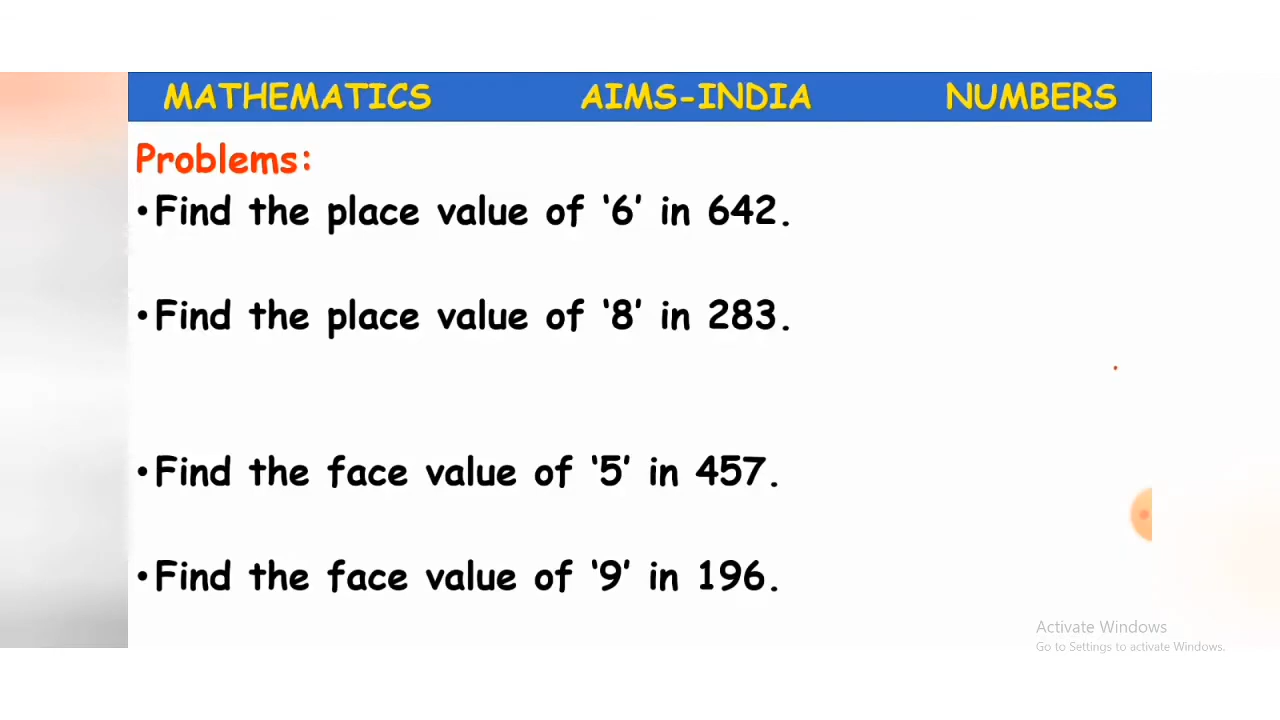 MATHEMATICS AIMS-INDIA NUMBERS
Problems:
•Find the place value of ‘6’ in 642.
•Find the place value of ‘8’ in 283.
•Find the face value of ‘5’ in 457.
•Find the face value of ‘9’ in 196.
Activate Windows
Go to Settings to activate Windows.